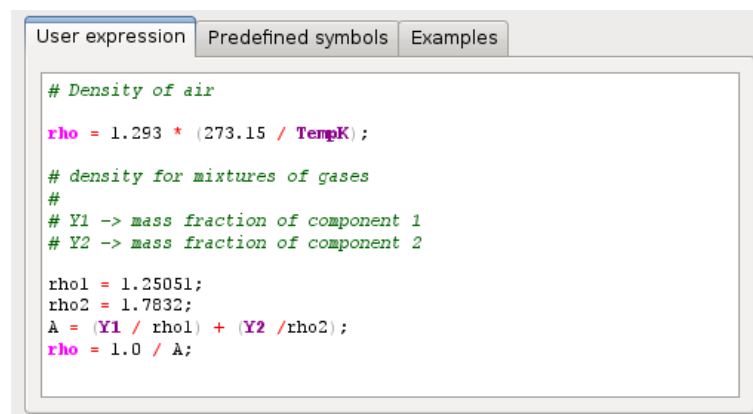 User expression Predefined symbols Examples
# Density of air
rho = 1.293 * (273.15 / TempK);
# density for mixtures of gases
#
# Y1 -> mass fraction of component 1
# Y2 -> mass fraction of component 2
rho1 = 1.25051;
rho2 = 1.7832;
A = (Y1 / rho1) + (Y2 /rho2);
rho = 1.0 / A;